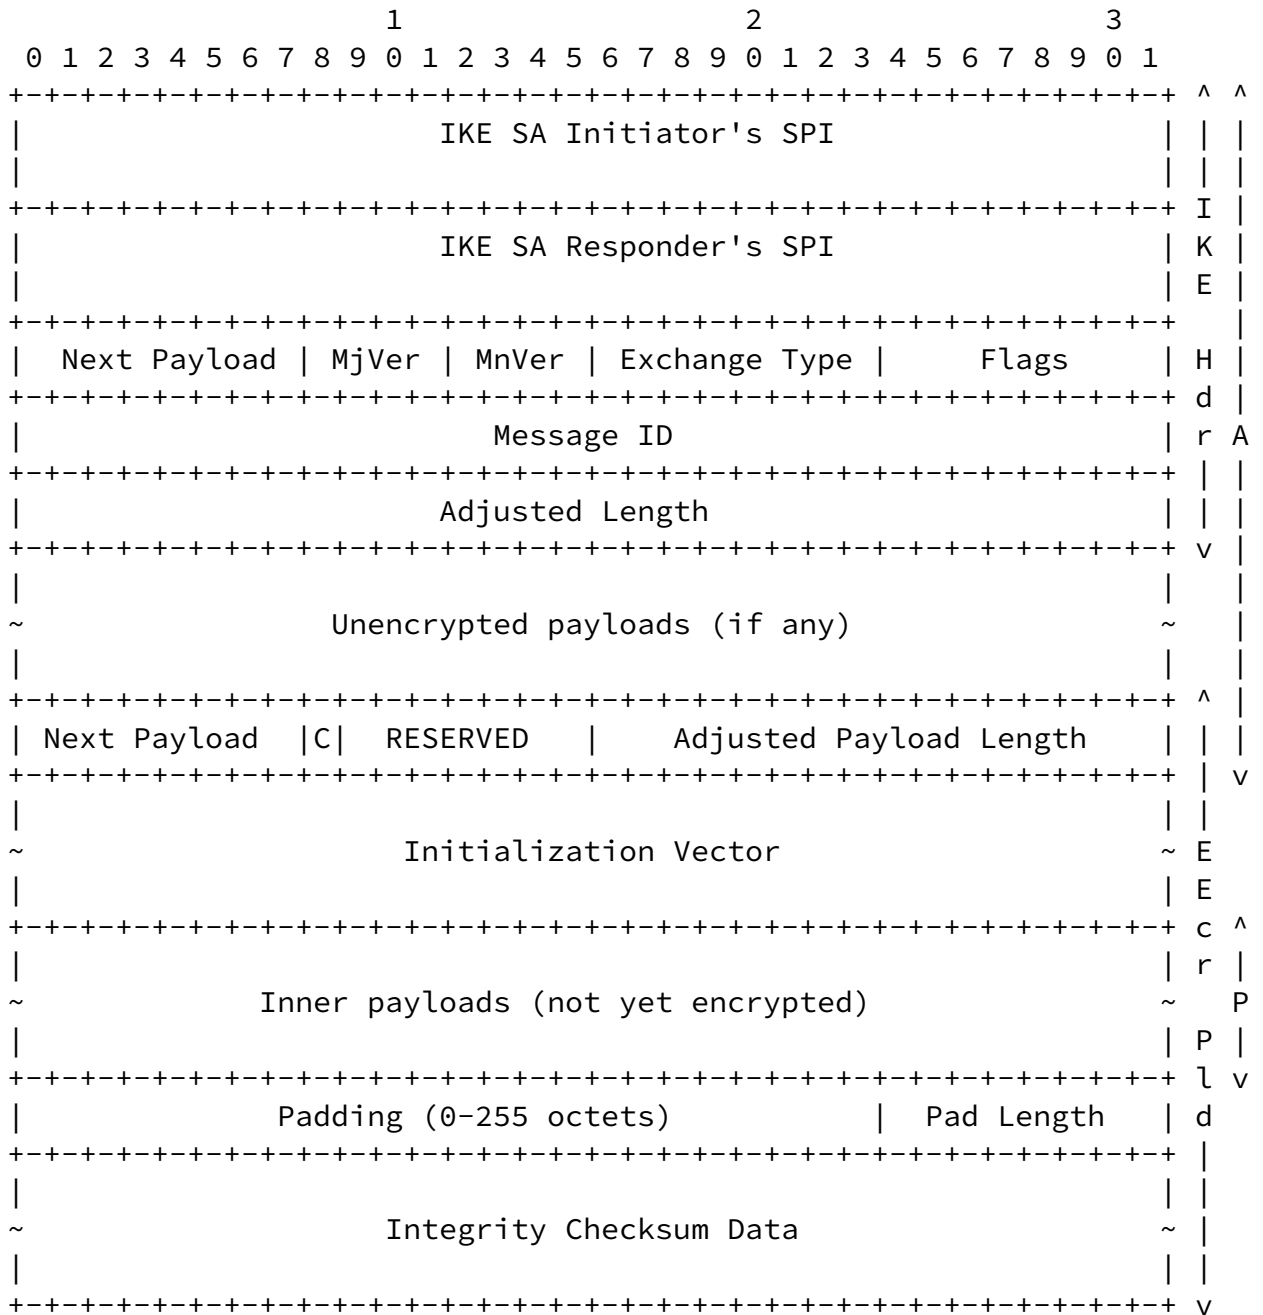 1                   2                   3
 0 1 2 3 4 5 6 7 8 9 0 1 2 3 4 5 6 7 8 9 0 1 2 3 4 5 6 7 8 9 0 1
+-+-+-+-+-+-+-+-+-+-+-+-+-+-+-+-+-+-+-+-+-+-+-+-+-+-+-+-+-+-+-+-+ ^ ^
|                       IKE SA Initiator's SPI                  | | |
|                                                               | | |
+-+-+-+-+-+-+-+-+-+-+-+-+-+-+-+-+-+-+-+-+-+-+-+-+-+-+-+-+-+-+-+-+ I |
|                       IKE SA Responder's SPI                  | K |
|                                                               | E |
+-+-+-+-+-+-+-+-+-+-+-+-+-+-+-+-+-+-+-+-+-+-+-+-+-+-+-+-+-+-+-+-+   |
|  Next Payload | MjVer | MnVer | Exchange Type |     Flags     | H |
+-+-+-+-+-+-+-+-+-+-+-+-+-+-+-+-+-+-+-+-+-+-+-+-+-+-+-+-+-+-+-+-+ d |
|                          Message ID                           | r A
+-+-+-+-+-+-+-+-+-+-+-+-+-+-+-+-+-+-+-+-+-+-+-+-+-+-+-+-+-+-+-+-+ | |
|                       Adjusted Length                         | | |
+-+-+-+-+-+-+-+-+-+-+-+-+-+-+-+-+-+-+-+-+-+-+-+-+-+-+-+-+-+-+-+-+ v |
|                                                               |   |
~                 Unencrypted payloads (if any)                 ~   |
|                                                               |   |
+-+-+-+-+-+-+-+-+-+-+-+-+-+-+-+-+-+-+-+-+-+-+-+-+-+-+-+-+-+-+-+-+ ^ |
| Next Payload  |C|  RESERVED   |    Adjusted Payload Length    | | |
+-+-+-+-+-+-+-+-+-+-+-+-+-+-+-+-+-+-+-+-+-+-+-+-+-+-+-+-+-+-+-+-+ | v
|                                                               | |
~                     Initialization Vector                     ~ E
|                                                               | E
+-+-+-+-+-+-+-+-+-+-+-+-+-+-+-+-+-+-+-+-+-+-+-+-+-+-+-+-+-+-+-+-+ c ^
|                                                               | r |
~             Inner payloads (not yet encrypted)                ~   P
|                                                               | P |
+-+-+-+-+-+-+-+-+-+-+-+-+-+-+-+-+-+-+-+-+-+-+-+-+-+-+-+-+-+-+-+-+ l v
|              Padding (0-255 octets)           |  Pad Length   | d
+-+-+-+-+-+-+-+-+-+-+-+-+-+-+-+-+-+-+-+-+-+-+-+-+-+-+-+-+-+-+-+-+ |
|                                                               | |
~                    Integrity Checksum Data                    ~ |
|                                                               | |
+-+-+-+-+-+-+-+-+-+-+-+-+-+-+-+-+-+-+-+-+-+-+-+-+-+-+-+-+-+-+-+-+ v